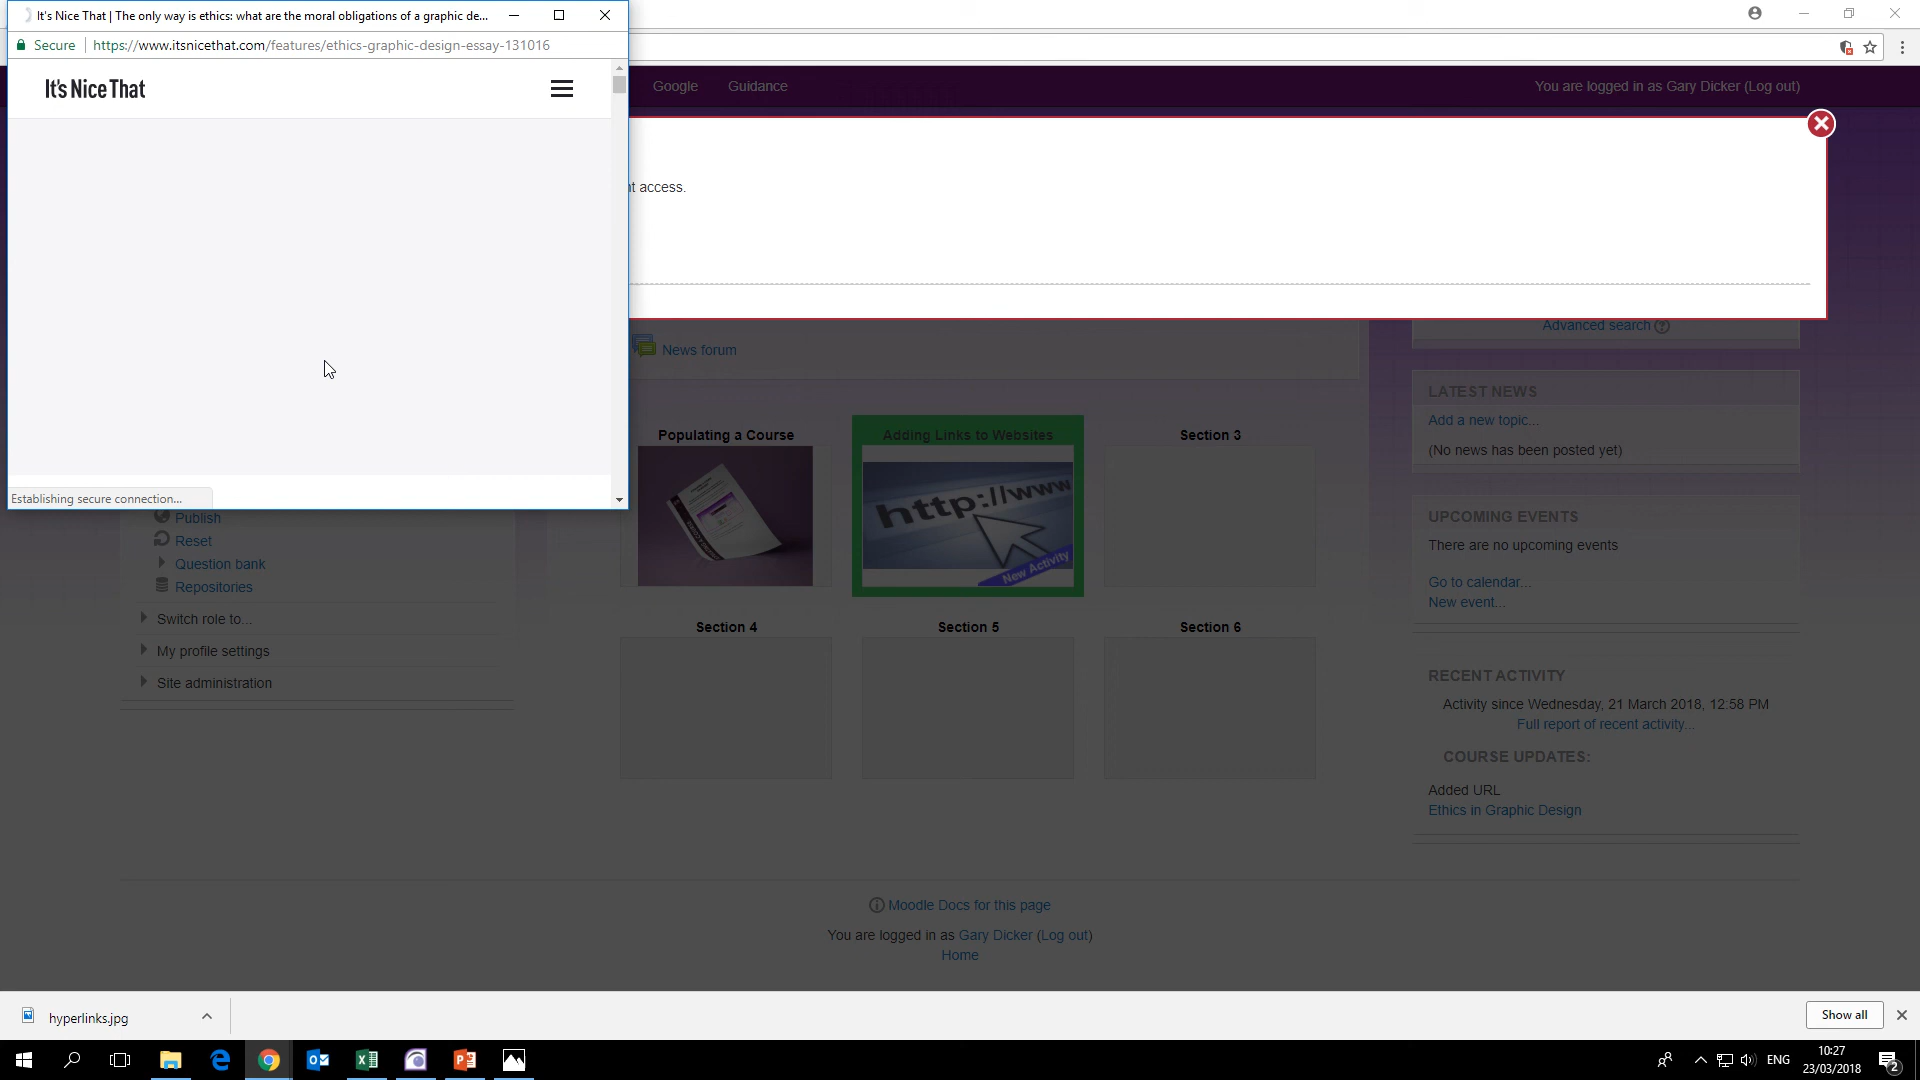 It's Nice That | The only way is ethics: what are the moral obligations of a graphic de...
Secure
https://www.itsnicethat.com/features/ethics-graphic-design-essay-131016
It's Nice That
Google
Guidance
You are logged in as Gary Dicker (Log out)
t access.
Advanced search
News forum
LATEST NEWS
Add a new topic...
(No news has been posted yet)
Populating a Course
Adding Links to Websites
http://www
New Activity
Section 3
Establishing secure connection...
Publish
Reset
Question bank
Repositories
Switch role to...
My profile settings
Site administration
UPCOMING EVENTS
There are no upcoming events
Go to calendar...
New event...
Section 4
Section 5
Section 6
RECENT ACTIVITY
Activity since Wednesday, 21 March 2018, 12:58 PM
Full report of recent activity...
COURSE UPDATES:
Added URL
Ethics in Graphic Design
Moodle Docs for this page
You are logged in as Gary Dicker (Log out)
Home
hyperlinks.jpg
Show all
ENG
10:27
23/03/2018
2